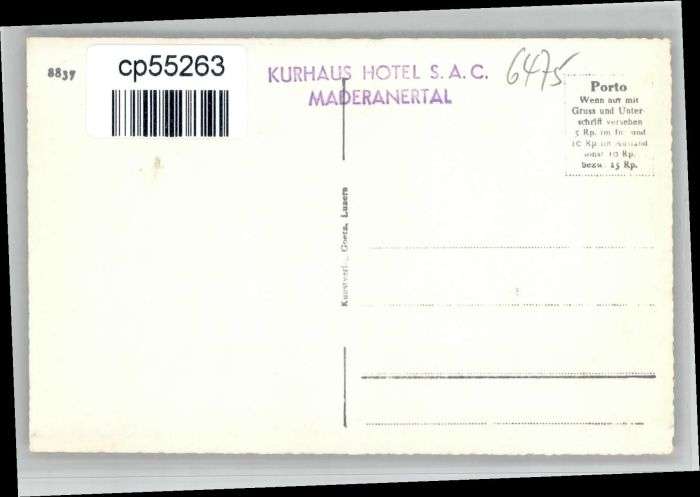 8837
cp55263
KURHAUS HOTEL S.A.C.
MADERANERTAL
6475
Porto
Wenn nur mit
Gruss und Unter-
schrift versehen
5 Rp. im In- und
10 Rp. im Ausland
sonst 10 Rp.
bezw. 15 Rp.
Kunstverl. Goetz, Luzern